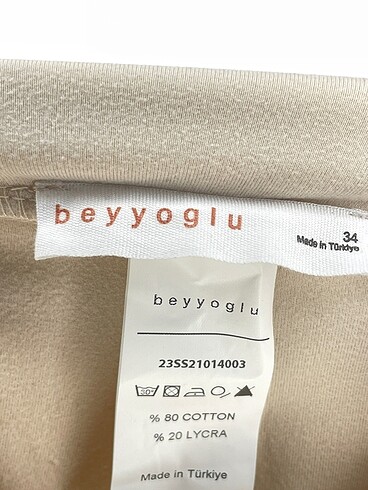 beyyoglu
34
Made in Türkiye
beyyoglu
23SS21014003
% 80 COTTON
% 20 LYCRA
Made in Türkiye